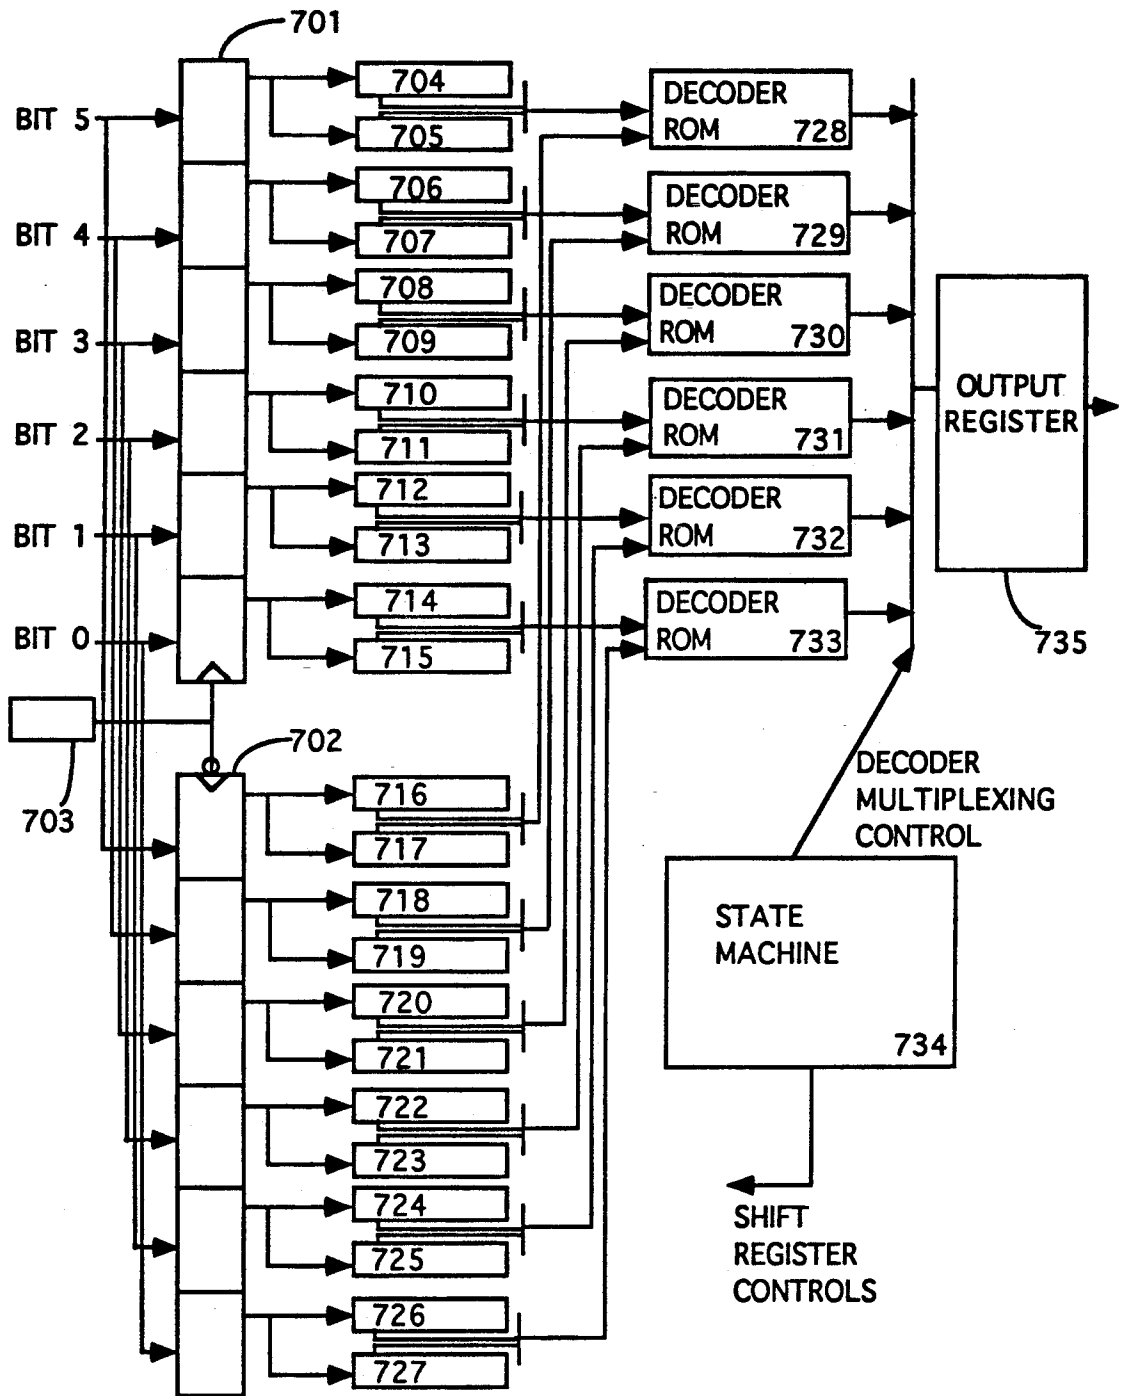 701
BIT 5
704
705
DECODER
ROM
728
BIT 4
706
707
DECODER
ROM
729
BIT 3
708
709
DECODER
ROM
730
BIT 2
710
711
DECODER
ROM
731
BIT 1
712
713
DECODER
ROM
732
BIT 0
714
715
DECODER
ROM
733
OUTPUT
REGISTER
735
703
702
716
717
718
719
720
721
722
723
724
725
726
727
DECODER
MULTIPLEXING
CONTROL
STATE
MACHINE
734
SHIFT
REGISTER
CONTROLS